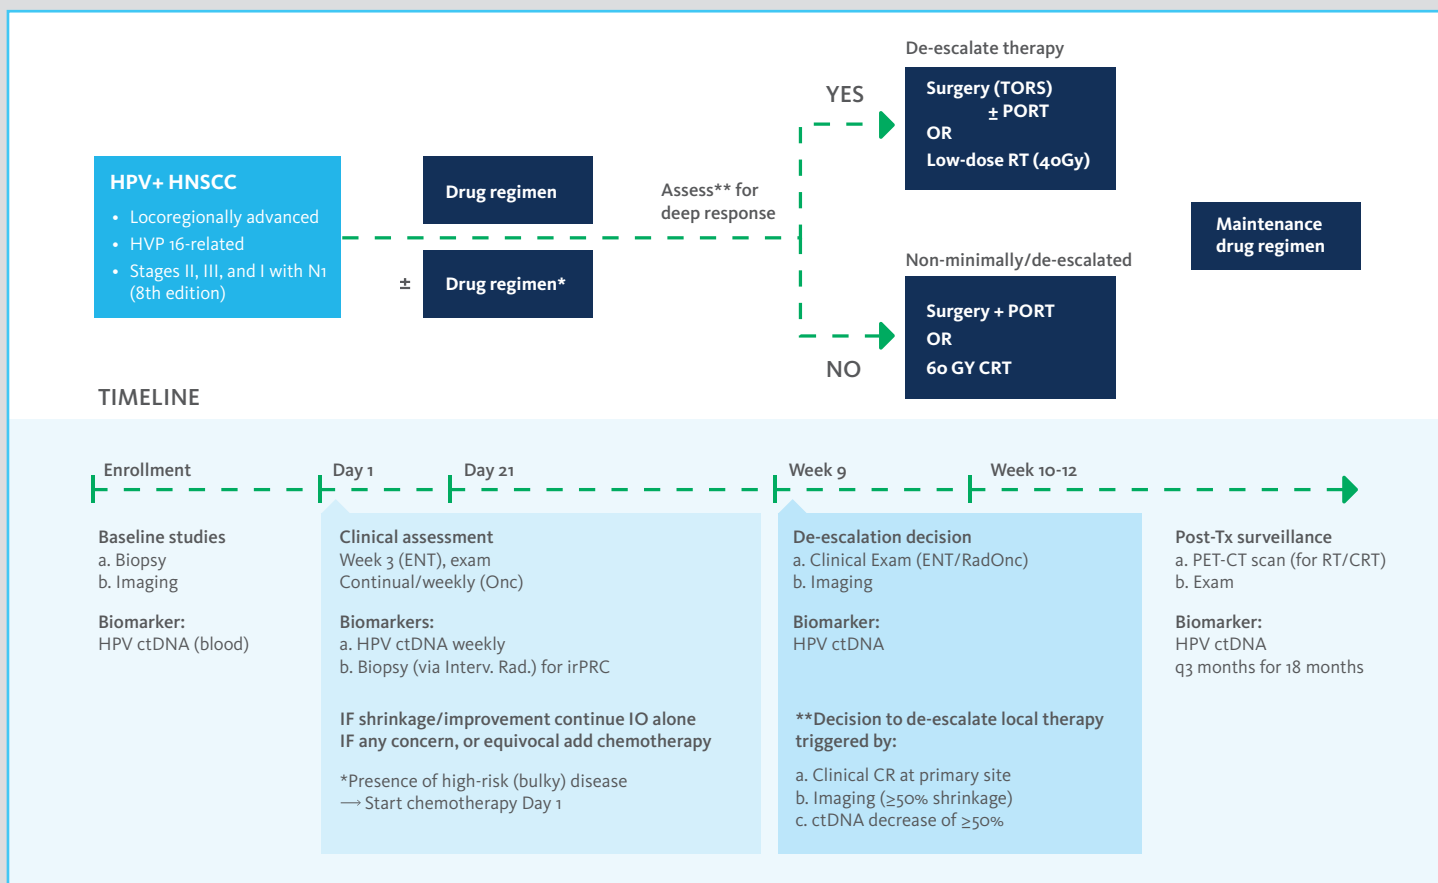 De-escalate therapy
YES
Surgery (TORS)
± PORT
OR
Low-dose RT (40Gy)
HPV+ HNSCC
• Locoregionally advanced
• HVP 16-related
• Stages II, III, and I with N1
(8th edition)
Drug regimen
± Drug regimen*
Assess** for
deep response
Maintenance
drug regimen
Non-minimally/de-escalated
Surgery + PORT
OR
60 GY CRT
NO
TIMELINE
Enrollment
Day 1
Day 21
Week 9
Week 10-12
Baseline studies
a. Biopsy
b. Imaging
Biomarker:
HPV ctDNA (blood)
Clinical assessment
Week 3 (ENT), exam
Continual/weekly (Onc)
Biomarkers:
a. HPV ctDNA weekly
b. Biopsy (via Interv. Rad.) for irPRC
IF shrinkage/improvement continue IO alone
IF any concern, or equivocal add chemotherapy
*Presence of high-risk (bulky) disease
→ Start chemotherapy Day 1
De-escalation decision
a. Clinical Exam (ENT/RadOnc)
b. Imaging
Biomarker:
HPV ctDNA
**Decision to de-escalate local therapy
triggered by:
a. Clinical CR at primary site
b. Imaging (≥50% shrinkage)
c. ctDNA decrease of ≥50%
Post-Tx surveillance
a. PET-CT scan (for RT/CRT)
b. Exam
Biomarker:
HPV ctDNA
q3 months for 18 months